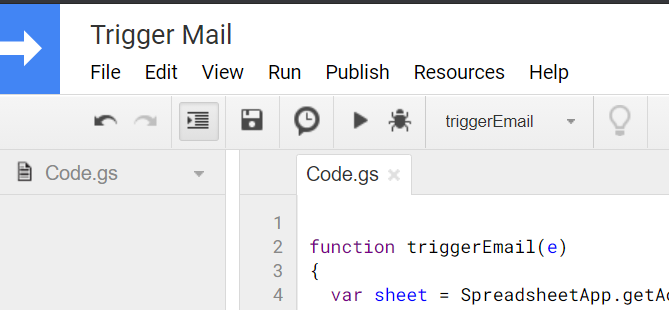 Trigger Mail
File Edit View Run Publish Resources Help
triggerEmail
Code.gs
Code.gs
1
2 function triggerEmail(e)
3 {
4 var sheet = SpreadsheetApp.getA